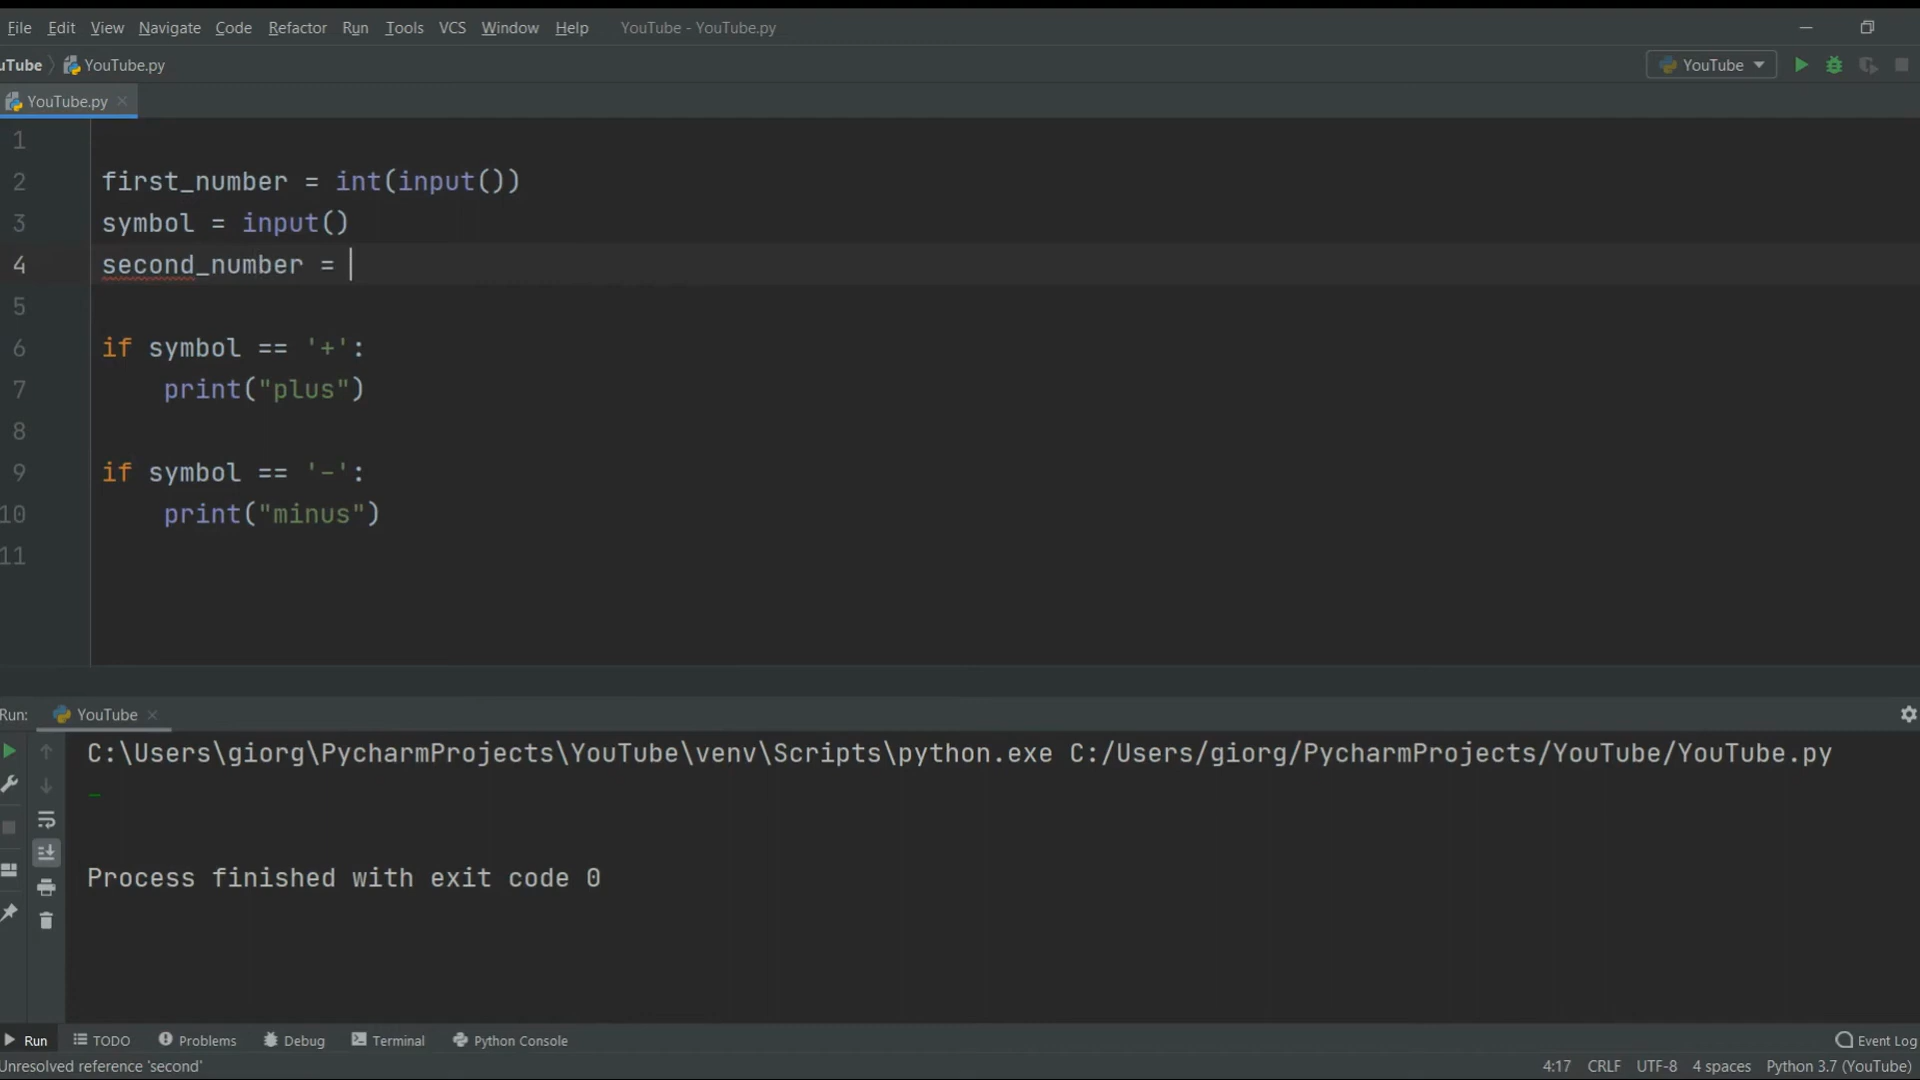 File Edit View Navigate Code Refactor Run Tools VCS Window Help YouTube - YouTube.py
uTube YouTube.py YouTube
YouTube.py
1
2 first_number = int(input())
3 symbol = input()
4 second_number =
5
6 if symbol == '+':
7 print("plus")
8
9 if symbol == '-':
10 print("minus")
11
Run: YouTube
C:\Users\giorg\PycharmProjects\YouTube\venv\Scripts\python.exe C:/Users/giorg/PycharmProjects/YouTube/YouTube.py
-
Process finished with exit code 0
Run TODO Problems Debug Terminal Python Console Event Log
Unresolved reference 'second' 4:17 CRLF UTF-8 4 spaces Python 3.7 (YouTube)